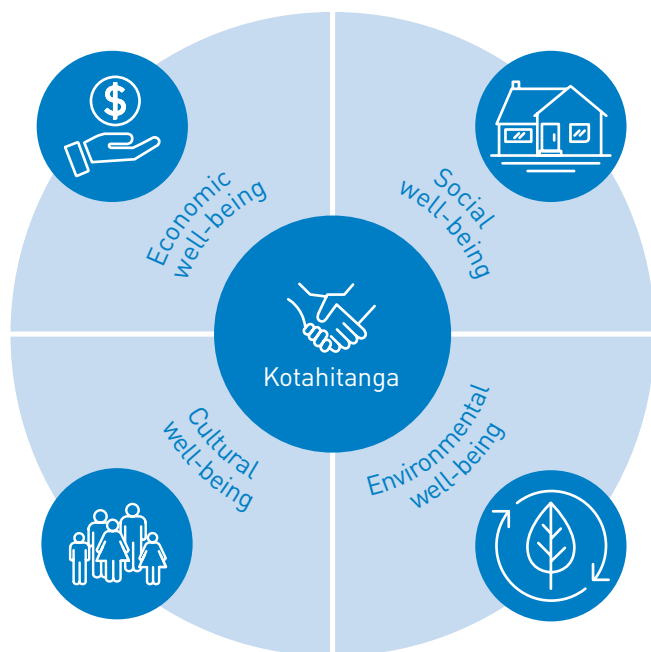 $
Economic
well-being
Social
well-being
Kotahitanga
Cultural
well-being
Environmental
well-being